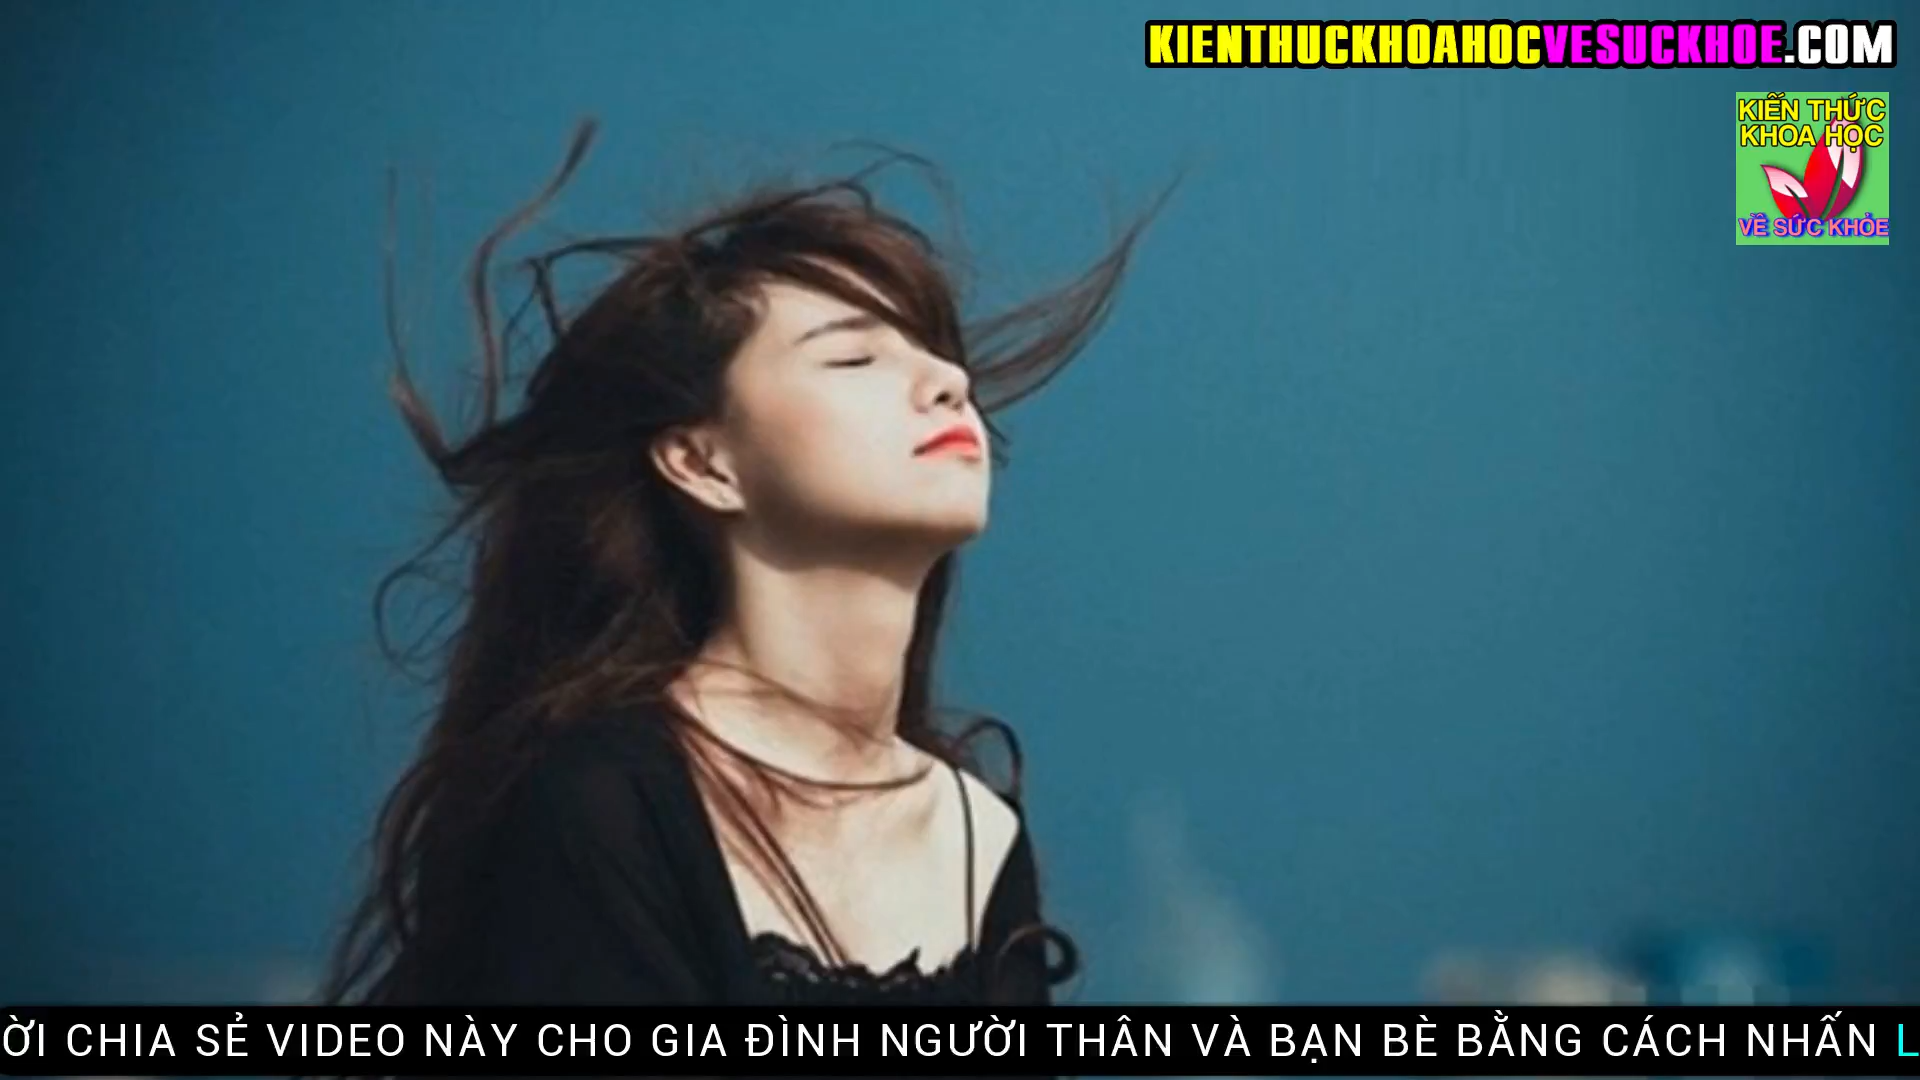 KIENTHUCKHOAHOCVESUCKHOE.COM
KIẾN THỨC
KHOA HỌC
VỀ SỨC KHỎE
CHIA SẺ VIDEO NÀY CHO GIA ĐÌNH NGƯỜI THÂN VÀ BẠN BÈ BẰNG CÁCH NHẤN